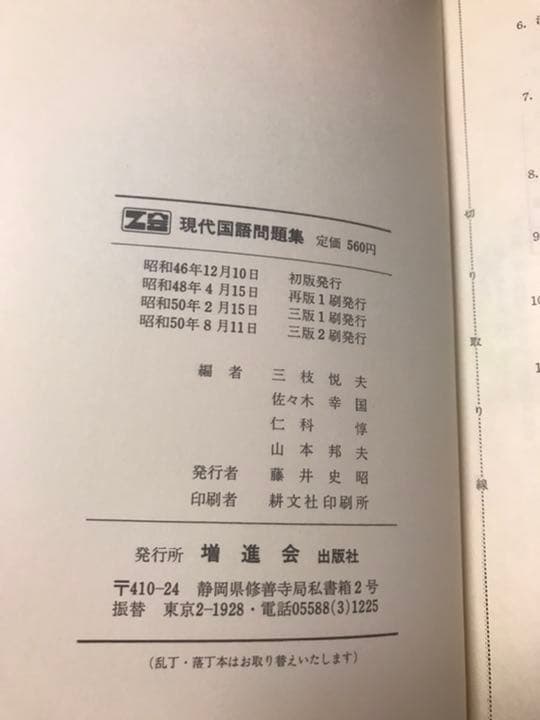 Z会 現代国語問題集 定価 560円
昭和46年12月10日 初版発行
昭和48年4月15日 再版1刷発行
昭和50年2月15日 三版1刷発行
昭和50年8月11日 三版2刷発行
編者 三枝悦夫
佐々木幸国
仁科惇
山本邦夫
発行者 藤井史昭
印刷者 耕文社印刷所
発行所 増進会出版社
〒410-24 静岡県修善寺局私書箱2号
振替 東京2-1928・電話05588(3)1225
(乱丁・落丁本はお取り替えいたします)
切り取り線
6.
7.
8.
9
10
1